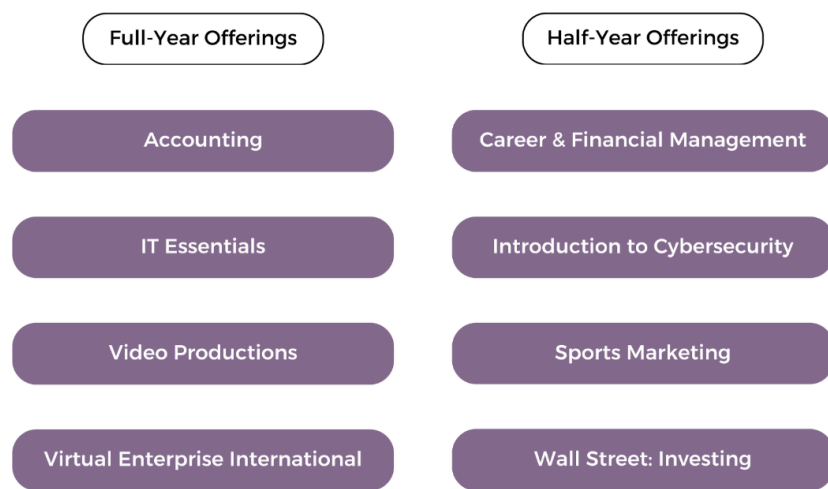 Full-Year Offerings
Accounting
IT Essentials
Video Productions
Virtual Enterprise International
Half-Year Offerings
Career & Financial Management
Introduction to Cybersecurity
Sports Marketing
Wall Street: Investing